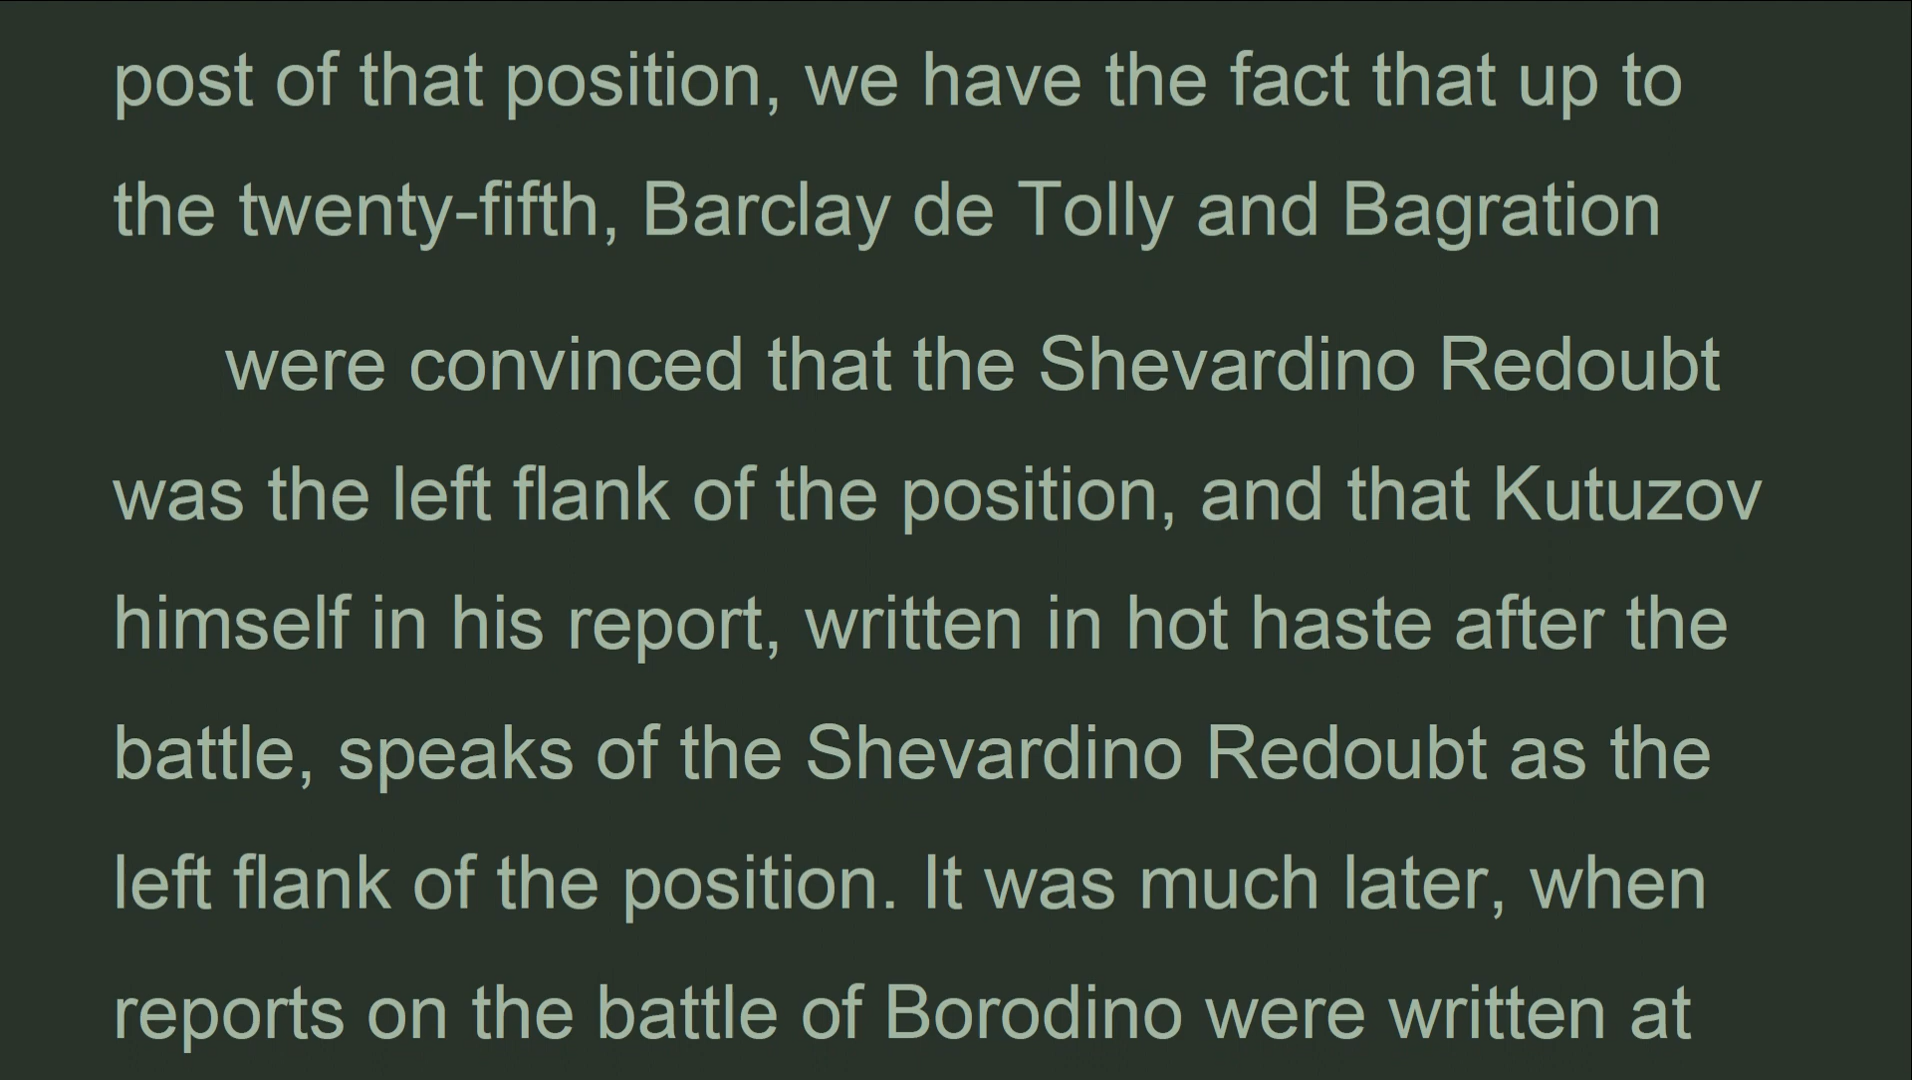 post of that position, we have the fact that up to
the twenty-fifth, Barclay de Tolly and Bagration
were convinced that the Shevardino Redoubt
was the left flank of the position, and that Kutuzov
himself in his report, written in hot haste after the
battle, speaks of the Shevardino Redoubt as the
left flank of the position. It was much later, when
reports on the battle of Borodino were written at